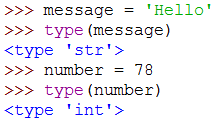 >>> message = 'Hello'
>>> type(message)
<type 'str'>
>>> number = 78
>>> type(number)
<type 'int'>